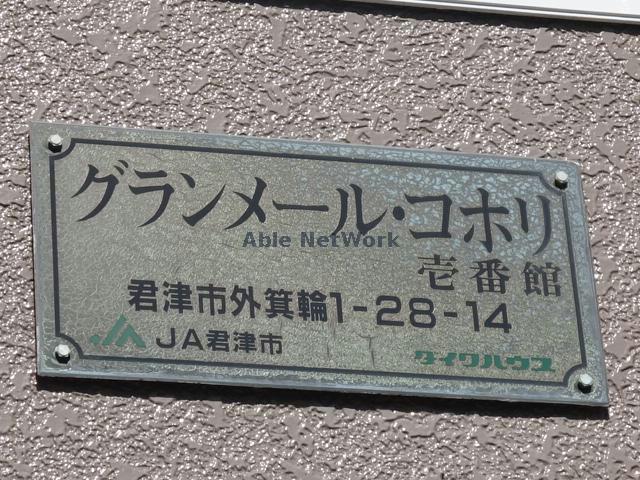 グランメール・コホリ
Able NetWork
壱番館
君津市外箕輪1-28-14
JA JA君津市
ダイワハウス